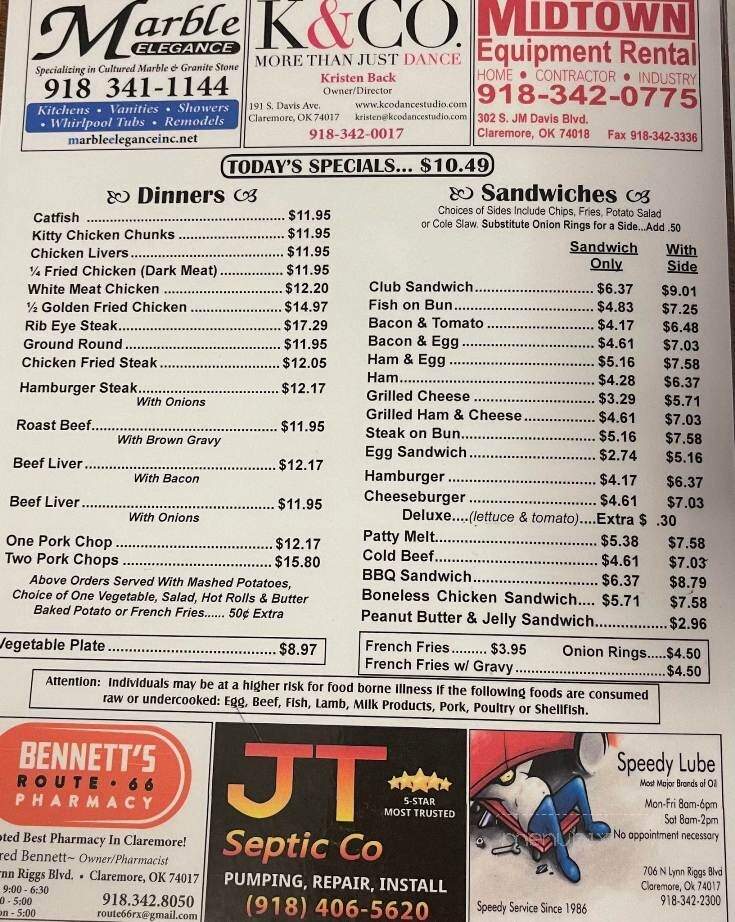 Marble
ELEGANCE
Specializing in Cultured Marble & Granite Stone
918 341-1144
Kitchens • Vanities • Showers
• Whirlpool Tubs • Remodels
marbleeleganceinc.net
K&CO.
MORE THAN JUST DANCE
Kristen Back
Owner/Director
191 S. Davis Ave. www.kcodancestudio.com
Claremore, OK 74017 kristen@kcodancestudio.com
918-342-0017
MIDTOWN
Equipment Rental
HOME • CONTRACTOR • INDUSTRY
918-342-0775
302 S. JM Davis Blvd.
Claremore, OK 74018 Fax 918-342-3336
TODAY'S SPECIALS... $10.49
Dinners
Catfish $11.95
Kitty Chicken Chunks $11.95
Chicken Livers $11.95
¼ Fried Chicken (Dark Meat) $11.95
White Meat Chicken $12.20
½ Golden Fried Chicken $14.97
Rib Eye Steak $17.29
Ground Round $11.95
Chicken Fried Steak $12.05
Hamburger Steak $12.17
With Onions
Roast Beef $11.95
With Brown Gravy
Beef Liver $12.17
With Bacon
Beef Liver $11.95
With Onions
One Pork Chop $12.17
Two Pork Chops $15.80
Above Orders Served With Mashed Potatoes,
Choice of One Vegetable, Salad, Hot Rolls & Butter
Baked Potato or French Fries...... 50¢ Extra
Vegetable Plate $8.97
Sandwiches
Choices of Sides Include Chips, Fries, Potato Salad
or Cole Slaw. Substitute Onion Rings for a Side...Add .50
Sandwich Only With Side
Club Sandwich $6.37 $9.01
Fish on Bun $4.83 $7.25
Bacon & Tomato $4.17 $6.48
Bacon & Egg $4.61 $7.03
Ham & Egg $5.16 $7.58
Ham $4.28 $6.37
Grilled Cheese $3.29 $5.71
Grilled Ham & Cheese $4.61 $7.03
Steak on Bun $5.16 $7.58
Egg Sandwich $2.74 $5.16
Hamburger $4.17 $6.37
Cheeseburger $4.61 $7.03
Deluxe....(lettuce & tomato)....Extra $ .30
Patty Melt $5.38 $7.58
Cold Beef $4.61 $7.03
BBQ Sandwich $6.37 $8.79
Boneless Chicken Sandwich.... $5.71 $7.58
Peanut Butter & Jelly Sandwich $2.96
French Fries........ $3.95 Onion Rings.....$4.50
French Fries w/ Gravy $4.50
Attention: Individuals may be at a higher risk for food borne illness if the following foods are consumed
raw or undercooked: Egg, Beef, Fish, Lamb, Milk Products, Pork, Poultry or Shellfish.
BENNETT'S
ROUTE • 66
PHARMACY
Best Pharmacy In Claremore!
Bennett~ Owner/Pharmacist
Riggs Blvd. • Claremore, Ok 74017
9:00 - 6:30
- 5:00 918.342.8050
- 5:00 route66rx@gmail.com
JT
5-STAR
MOST TRUSTED
Septic Co
PUMPING, REPAIR, INSTALL
(918) 406-5620
Speedy Lube
Most Major Brands of Oil
Mon-Fri 8am-6pm
Sat 8am-2pm
No appointment necessary
706 N Lynn Riggs Blvd
Claremore, Ok 74017
918-342-2300
Speedy Service Since 1986